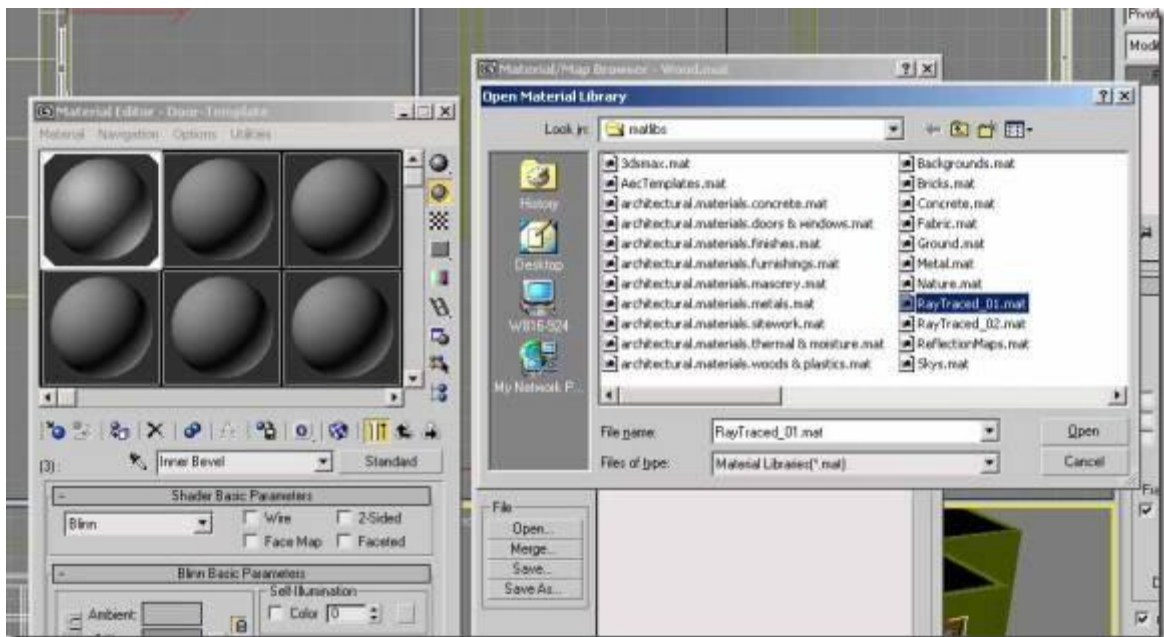 Material Editor - Door-Template
Material Navigation Options Utilities
(3):
Inner Bevel
Standard
Shader Basic Parameters
Blinn
Wire
2-Sided
Face Map
Faceted
Blinn Basic Parameters
Self-Illumination
Ambient:
Color
0
Material/Map Browser - Wood.mat
Open Material Library
Look in:
matlibs
History
Desktop
W816-924
My Network P...
3dsmax.mat
AecTemplates.mat
architectural.materials.concrete.mat
architectural.materials.doors & windows.mat
architectural.materials.finishes.mat
architectural.materials.furnishings.mat
architectural.materials.masonry.mat
architectural.materials.metals.mat
architectural.materials.sitework.mat
architectural.materials.thermal & moisture.mat
architectural.materials.woods & plastics.mat
Backgrounds.mat
Bricks.mat
Concrete.mat
Fabric.mat
Ground.mat
Metal.mat
Nature.mat
RayTraced_01.mat
RayTraced_02.mat
ReflectionMaps.mat
Skys.mat
File name:
RayTraced_01.mat
Open
Files of type:
Material Libraries(*.mat)
Cancel
File
Open...
Merge...
Save...
Save As...